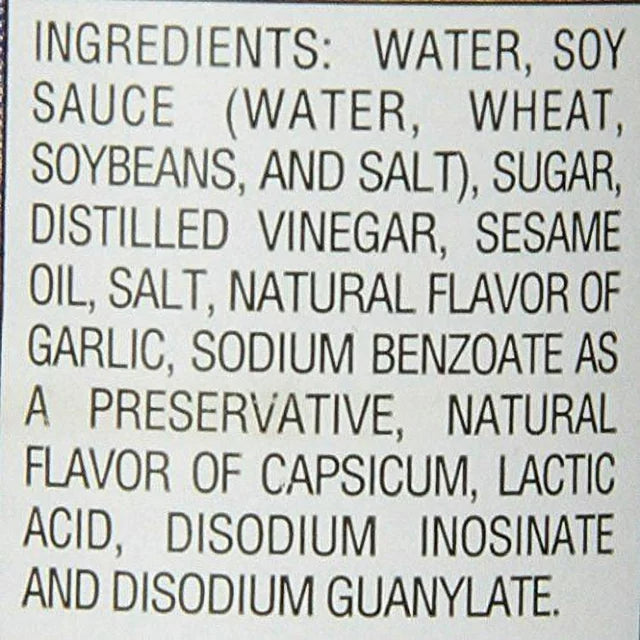 INGREDIENTS: WATER, SOY
SAUCE (WATER, WHEAT,
SOYBEANS, AND SALT), SUGAR,
DISTILLED VINEGAR, SESAME
OIL, SALT, NATURAL FLAVOR OF
GARLIC, SODIUM BENZOATE AS
A PRESERVATIVE, NATURAL
FLAVOR OF CAPSICUM, LACTIC
ACID, DISODIUM INOSINATE
AND DISODIUM GUANYLATE.